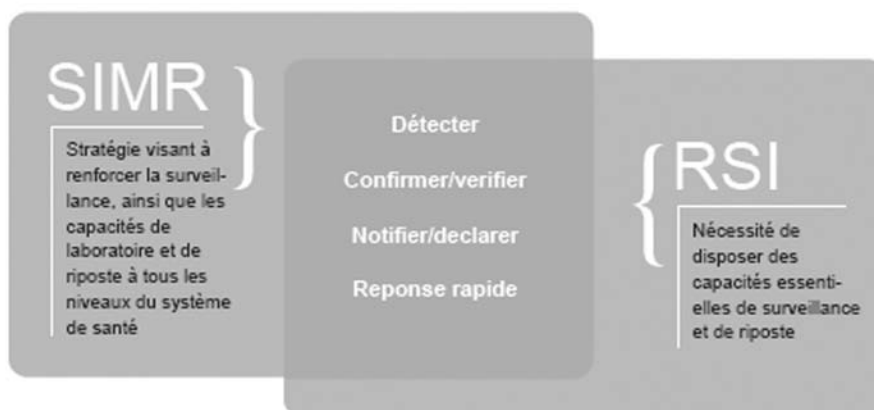 SIMR
Stratégie visant à
renforcer la surveil-
lance, ainsi que les
capacités de
laboratoire et de
riposte à tous les
niveaux du système
de santé
Détecter
Confirmer/verifier
Notifier/declarer
Reponse rapide
RSI
Nécessité de
disposer des
capacités essenti-
elles de surveillance
et de riposte